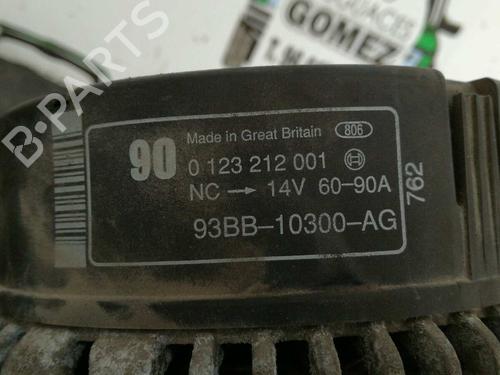 GOMEZ
B-PARTS
90
Made in Great Britain 806
0 123 212 001
NC → 14V 60-90A
93BB-10300-AG
762